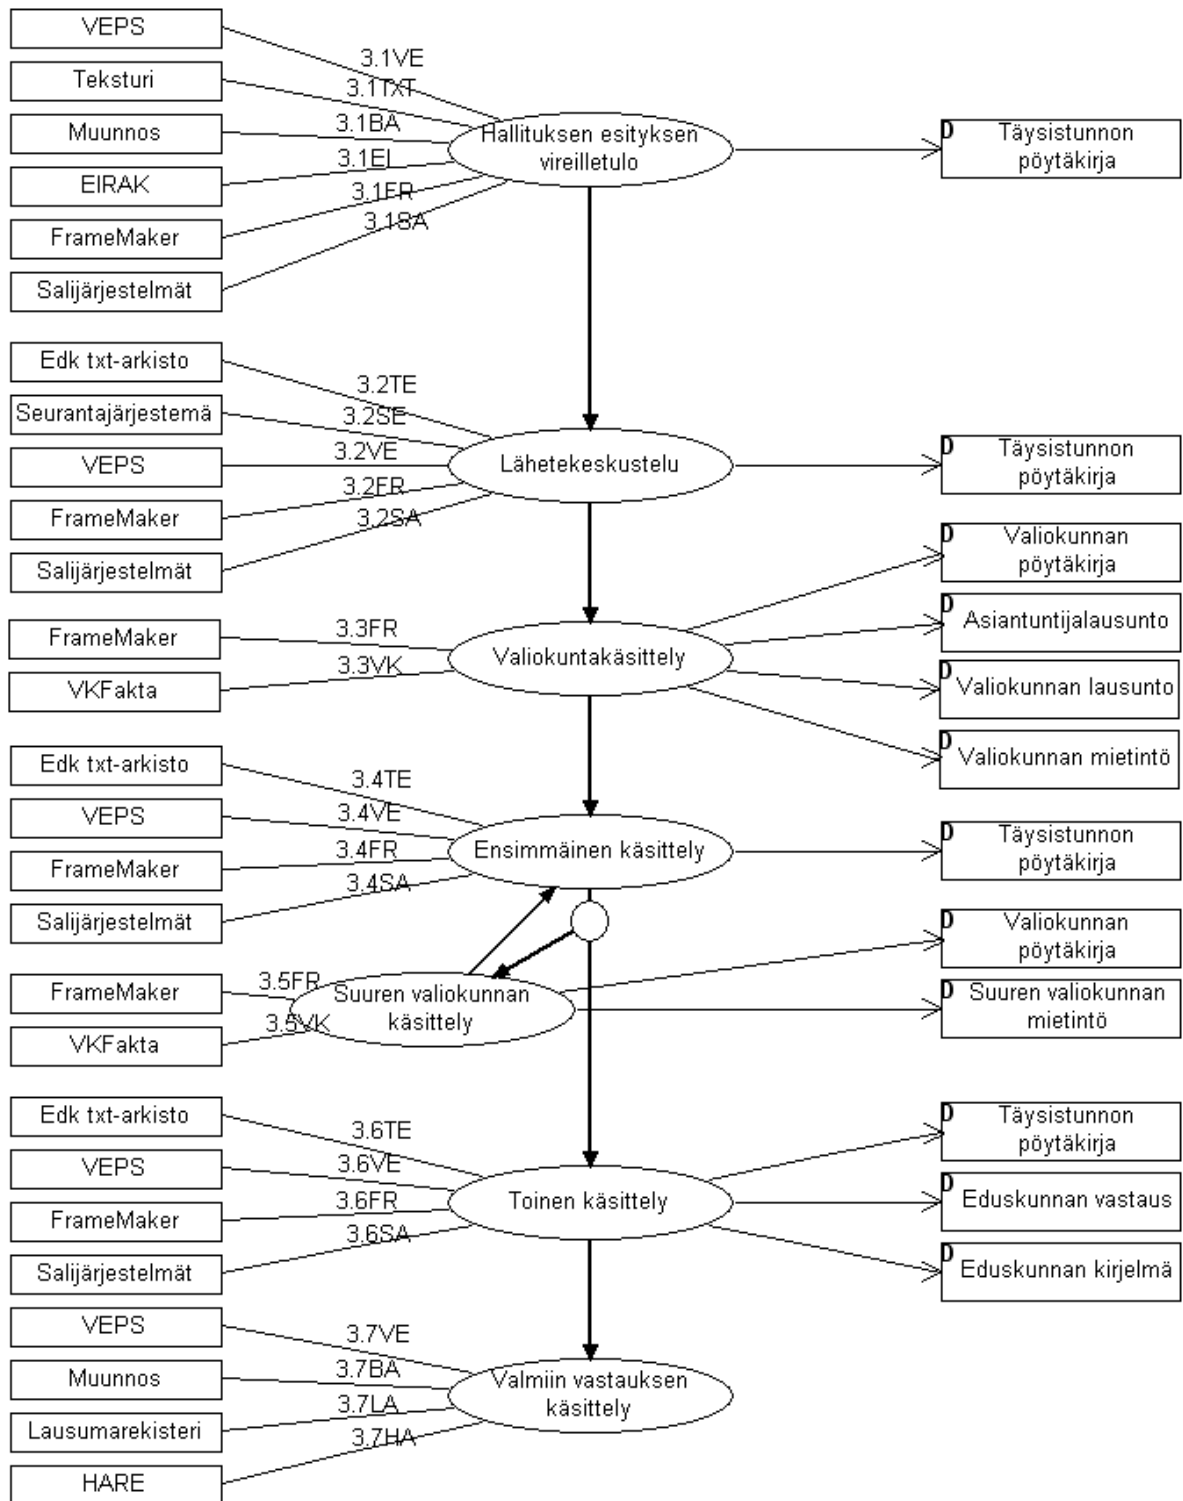 VEPS
3.1VE
Teksturi
3.1TXT
Muunnos
3.1BA
EIRAK
3.1EI
FrameMaker
3.1FR
Salijärjestelmät
3.1SA
Hallituksen esityksen
vireilletulo
D Täysistunnon
pöytäkirja
Edk txt-arkisto
3.2TE
Seurantajärjestemä
3.2SE
VEPS
3.2VE
FrameMaker
3.2FR
Salijärjestelmät
3.2SA
Lähetekeskustelu
D Täysistunnon
pöytäkirja
FrameMaker
3.3FR
VKFakta
3.3VK
Valiokuntakäsittely
D Valiokunnan
pöytäkirja
D Asiantuntijalausunto
D Valiokunnan lausunto
D Valiokunnan mietintö
Edk txt-arkisto
3.4TE
VEPS
3.4VE
FrameMaker
3.4FR
Salijärjestelmät
3.4SA
Ensimmäinen käsittely
D Täysistunnon
pöytäkirja
FrameMaker
3.5FR
VKFakta
3.5VK
Suuren valiokunnan
käsittely
D Valiokunnan
pöytäkirja
D Suuren valiokunnan
mietintö
Edk txt-arkisto
3.6TE
VEPS
3.6VE
FrameMaker
3.6FR
Salijärjestelmät
3.6SA
Toinen käsittely
D Täysistunnon
pöytäkirja
D Eduskunnan vastaus
D Eduskunnan kirjelmä
VEPS
3.7VE
Muunnos
3.7BA
Lausumarekisteri
3.7LA
HARE
3.7HA
Valmiin vastauksen
käsittely